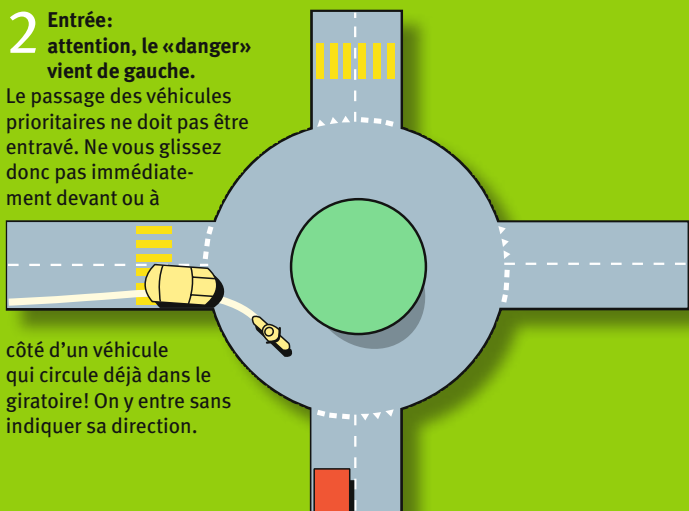 2 Entrée:
attention, le «danger»
vient de gauche.
Le passage des véhicules
prioritaires ne doit pas être
entravé. Ne vous glissez
donc pas immédiate-
ment devant ou à
côté d'un véhicule
qui circule déjà dans le
giratoire! On y entre sans
indiquer sa direction.